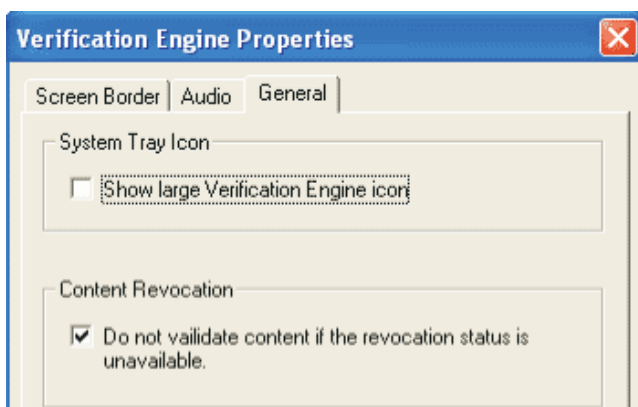 Verification Engine Properties
Screen Border Audio General
System Tray Icon
Show large Verification Engine icon
Content Revocation
Do not vailidate content if the revocation status is
unavailable.